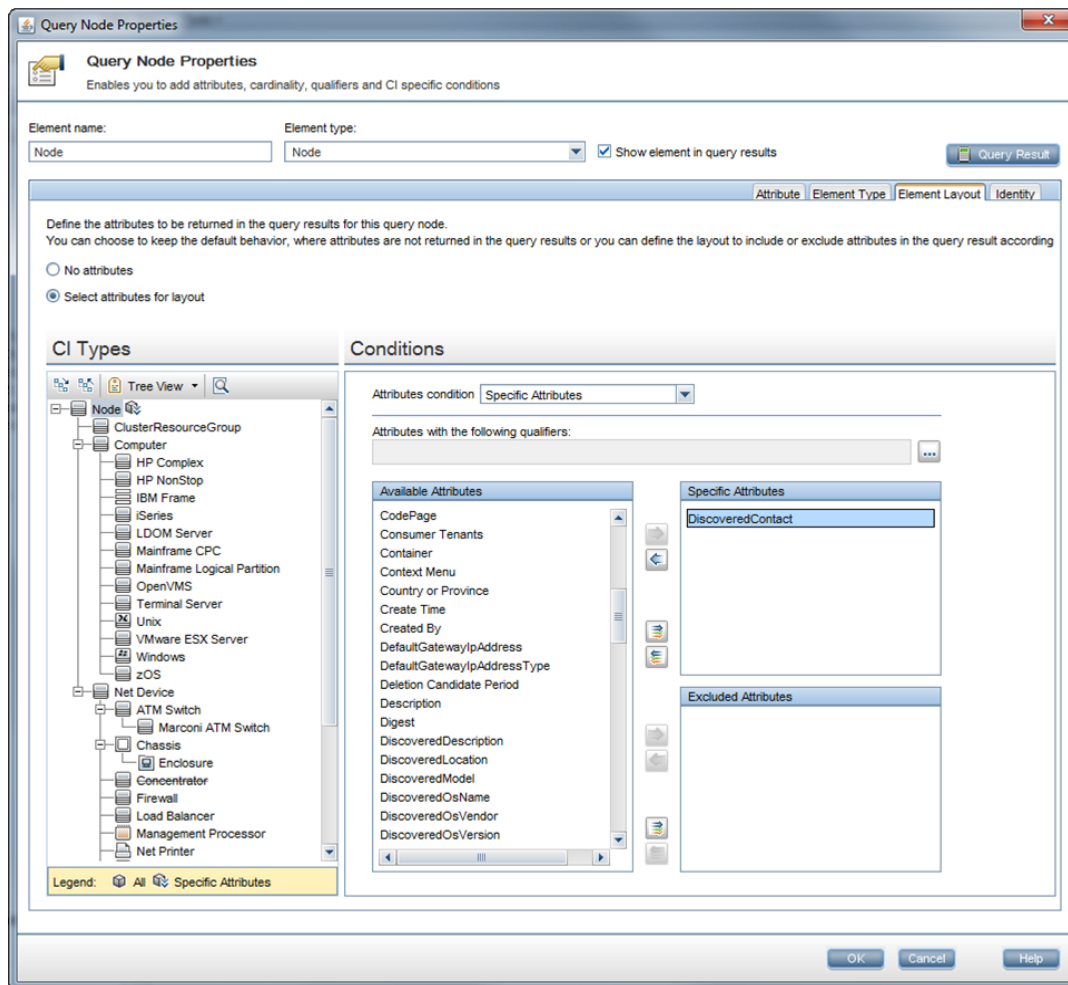 Query Node Properties
Query Node Properties
Enables you to add attributes, cardinality, qualifiers and CI specific conditions
Element name:
Element type:
Node
Node
Show element in query results
Query Result
Attribute
Element Type
Element Layout
Identity
Define the attributes to be returned in the query results for this query node.
You can choose to keep the default behavior, where attributes are not returned in the query results or you can define the layout to include or exclude attributes in the query result according
No attributes
Select attributes for layout
CI Types
Tree View
Node
ClusterResourceGroup
Computer
HP Complex
HP NonStop
IBM Frame
iSeries
LDOM Server
Mainframe CPC
Mainframe Logical Partition
OpenVMS
Terminal Server
Unix
VMware ESX Server
Windows
zOS
Net Device
ATM Switch
Marconi ATM Switch
Chassis
Enclosure
Concentrator
Firewall
Load Balancer
Management Processor
Net Printer
Legend: All Specific Attributes
Conditions
Attributes condition Specific Attributes
Attributes with the following qualifiers:
...
Available Attributes
CodePage
Consumer Tenants
Container
Context Menu
Country or Province
Create Time
Created By
DefaultGatewayIpAddress
DefaultGatewayIpAddressType
Deletion Candidate Period
Description
Digest
DiscoveredDescription
DiscoveredLocation
DiscoveredModel
DiscoveredOsName
DiscoveredOsVendor
DiscoveredOsVersion
Specific Attributes
DiscoveredContact
Excluded Attributes
OK
Cancel
Help